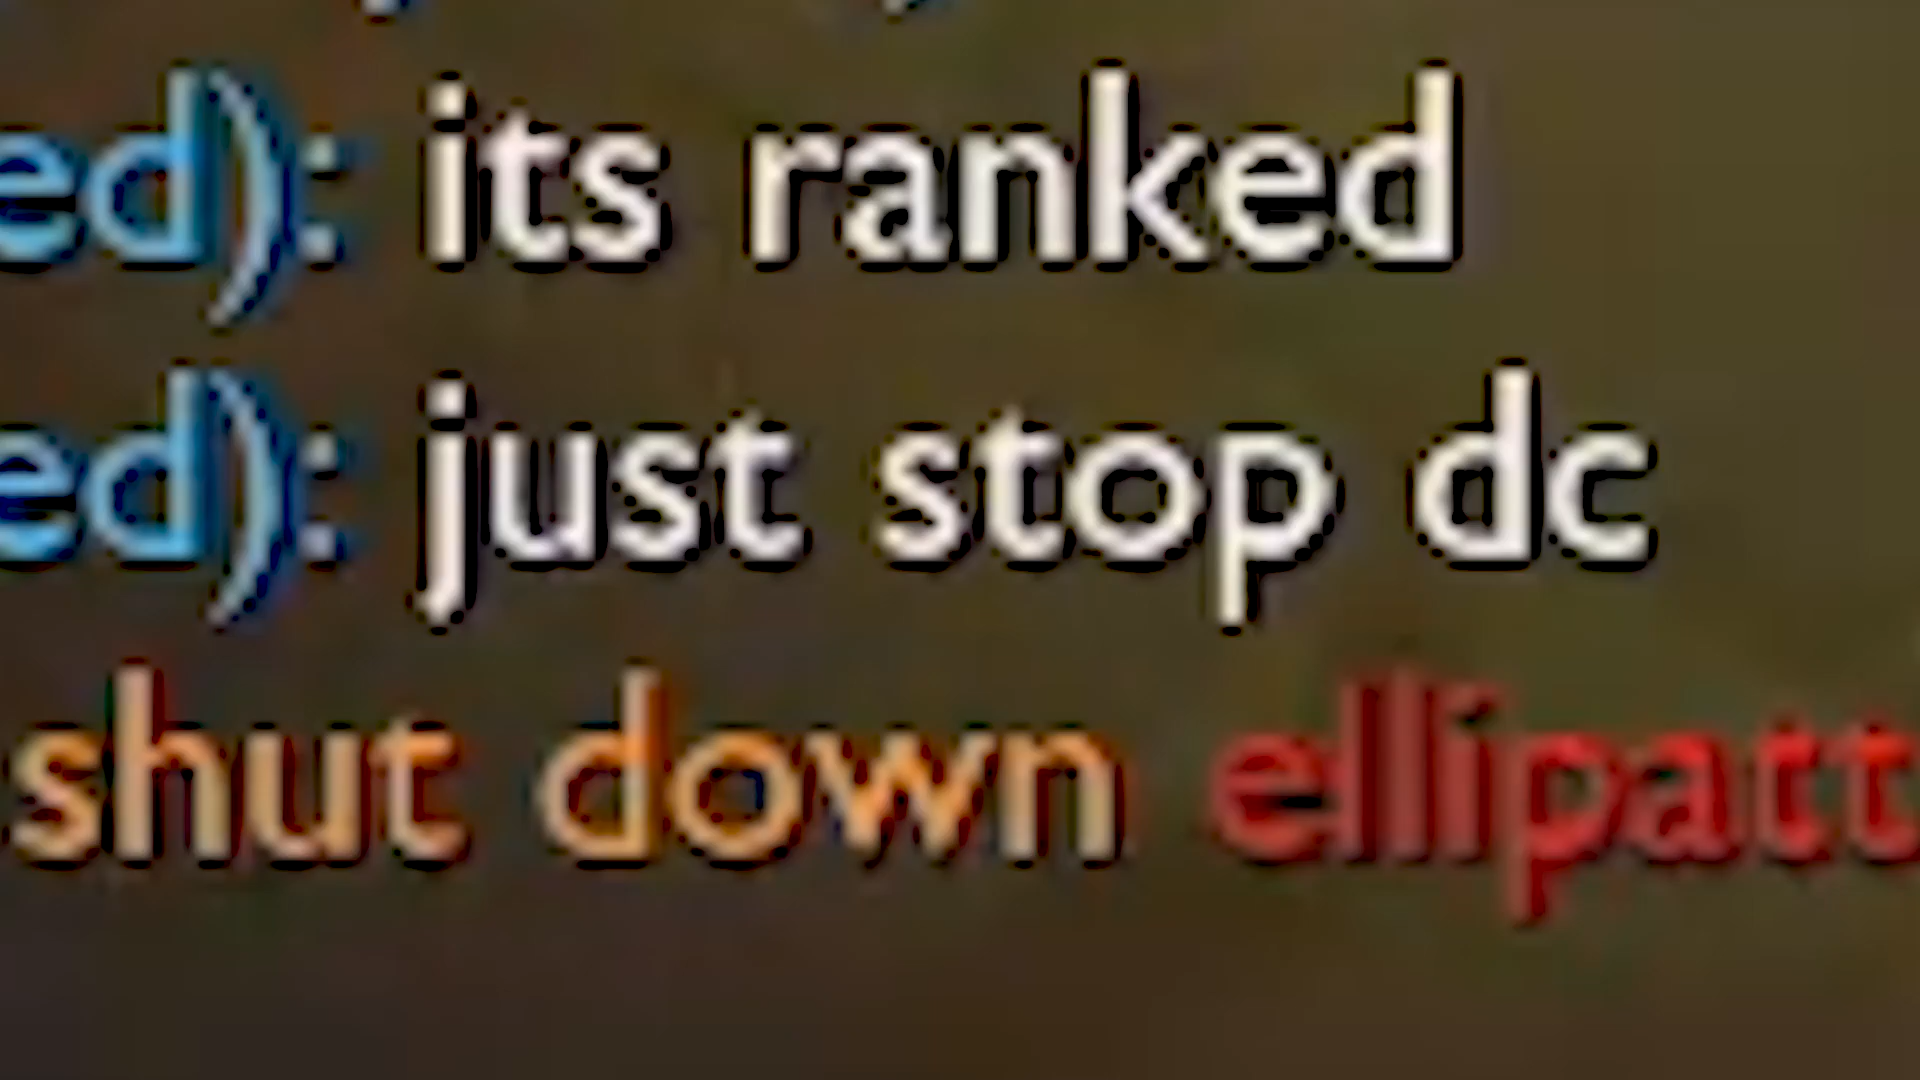 ed): its ranked
ed): just stop dc
shut down ellipatt